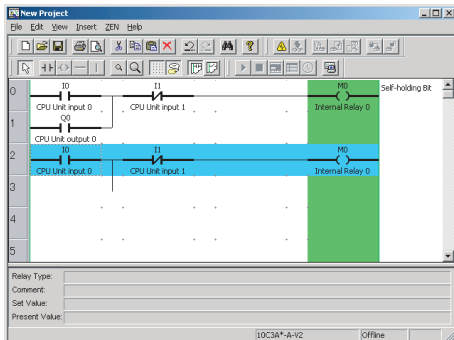 New Project
File Edit View Insert ZEN Help
0
I0 I1 M0
CPU Unit input 0 CPU Unit input 1 Internal Relay 0 Self-holding Bit
1
Q0
CPU Unit output 0
2
I0 I1 M0
CPU Unit input 0 CPU Unit input 1 Internal Relay 0
3
4
5
Relay Type:
Comment:
Set Value:
Present Value:
10C3A*-A-V2 Offline